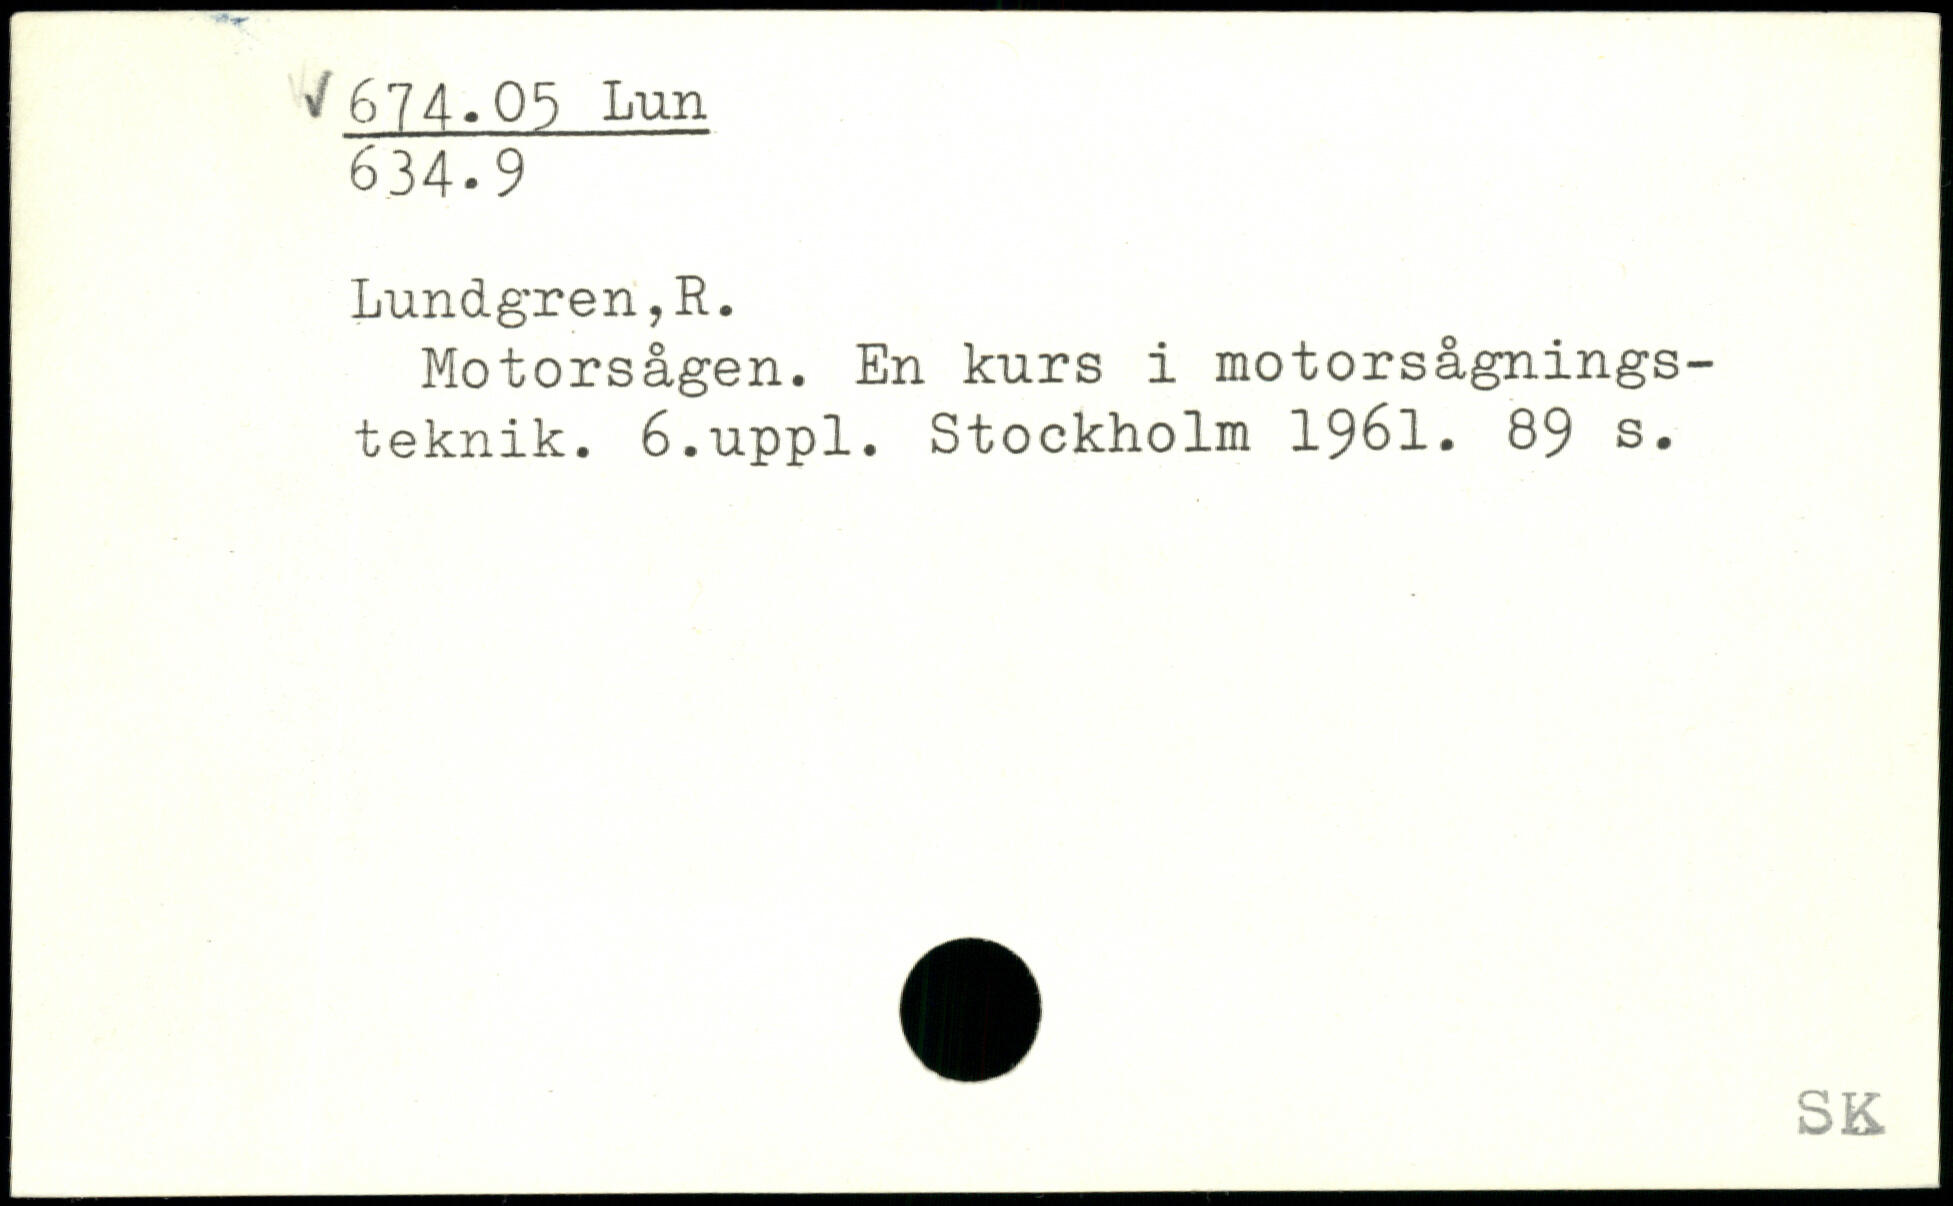 ✓ 674.05 Lun
634.9
Lundgren,R.
Motorsågen. En kurs i motorsågnings-
teknik. 6.uppl. Stockholm 1961. 89 s.
SK